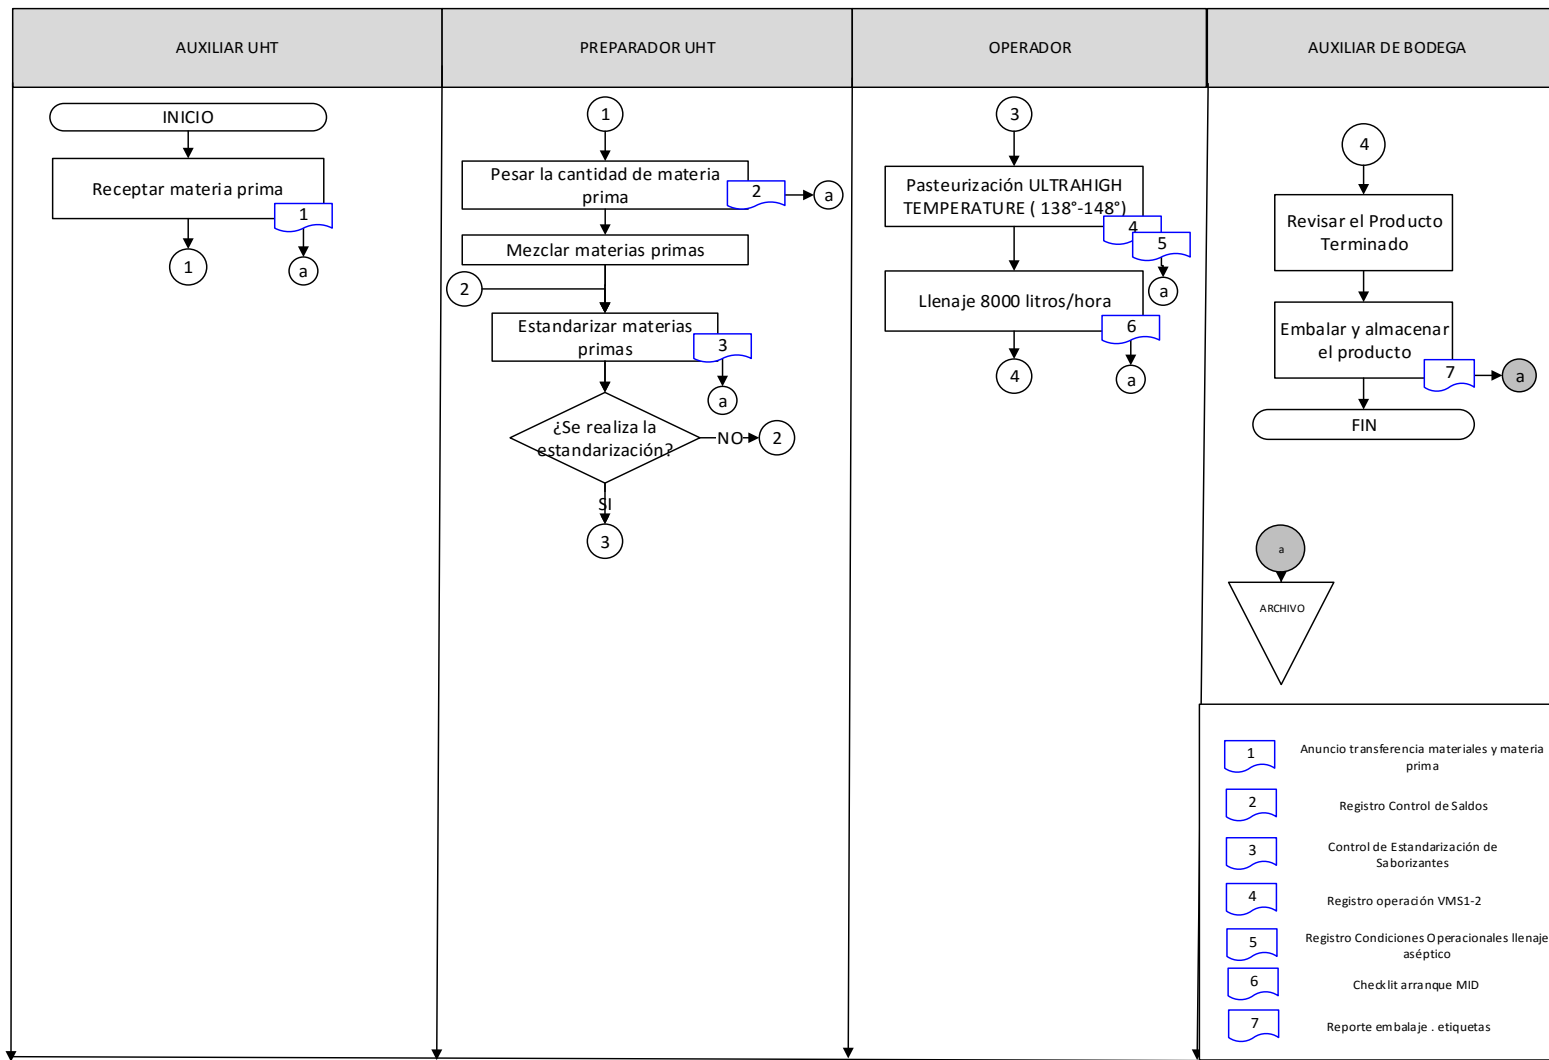 AUXILIAR UHT
PREPARADOR UHT
OPERADOR
AUXILIAR DE BODEGA
INICIO
Receptar materia prima
1
1
a
1
Pesar la cantidad de materia
prima
2
a
Mezclar materias primas
2
Estandarizar materias
primas
3
a
¿Se realiza la
estandarización?
NO
2
SI
3
3
Pasteurización ULTRAHIGH
TEMPERATURE ( 138°-148°)
4
5
a
Llenaje 8000 litros/hora
6
4
a
4
Revisar el Producto
Terminado
Embalar y almacenar
el producto
7
a
FIN
a
ARCHIVO
1
Anuncio transferencia materiales y materia
prima
2
Registro Control de Saldos
3
Control de Estandarización de
Saborizantes
4
Registro operación VMS1-2
5
Registro Condiciones Operacionales llenaje
aséptico
6
Checklit arranque MID
7
Reporte embalaje . etiquetas